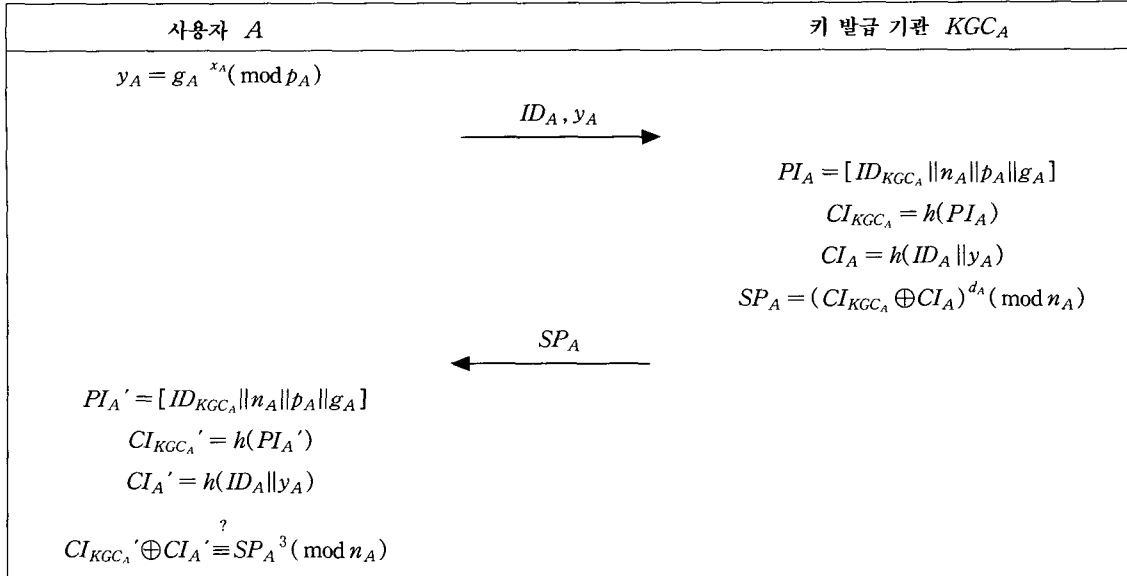 사용자 A 키 발급 기관 KGC_A
y_A = g_A^{x_A} (mod p_A)
ID_A, y_A
PI_A = [ID_{KGC_A}||n_A||p_A||g_A]
CI_{KGC_A} = h(PI_A)
CI_A = h(ID_A||y_A)
SP_A = (CI_{KGC_A}⊕CI_A)^{d_A} (mod n_A)
SP_A
PI_A′ = [ID_{KGC_A}||n_A||p_A||g_A]
CI_{KGC_A}′ = h(PI_A′)
CI_A′ = h(ID_A||y_A)
?
CI_{KGC_A}′⊕CI_A′ ≡ SP_A^3 (mod n_A)